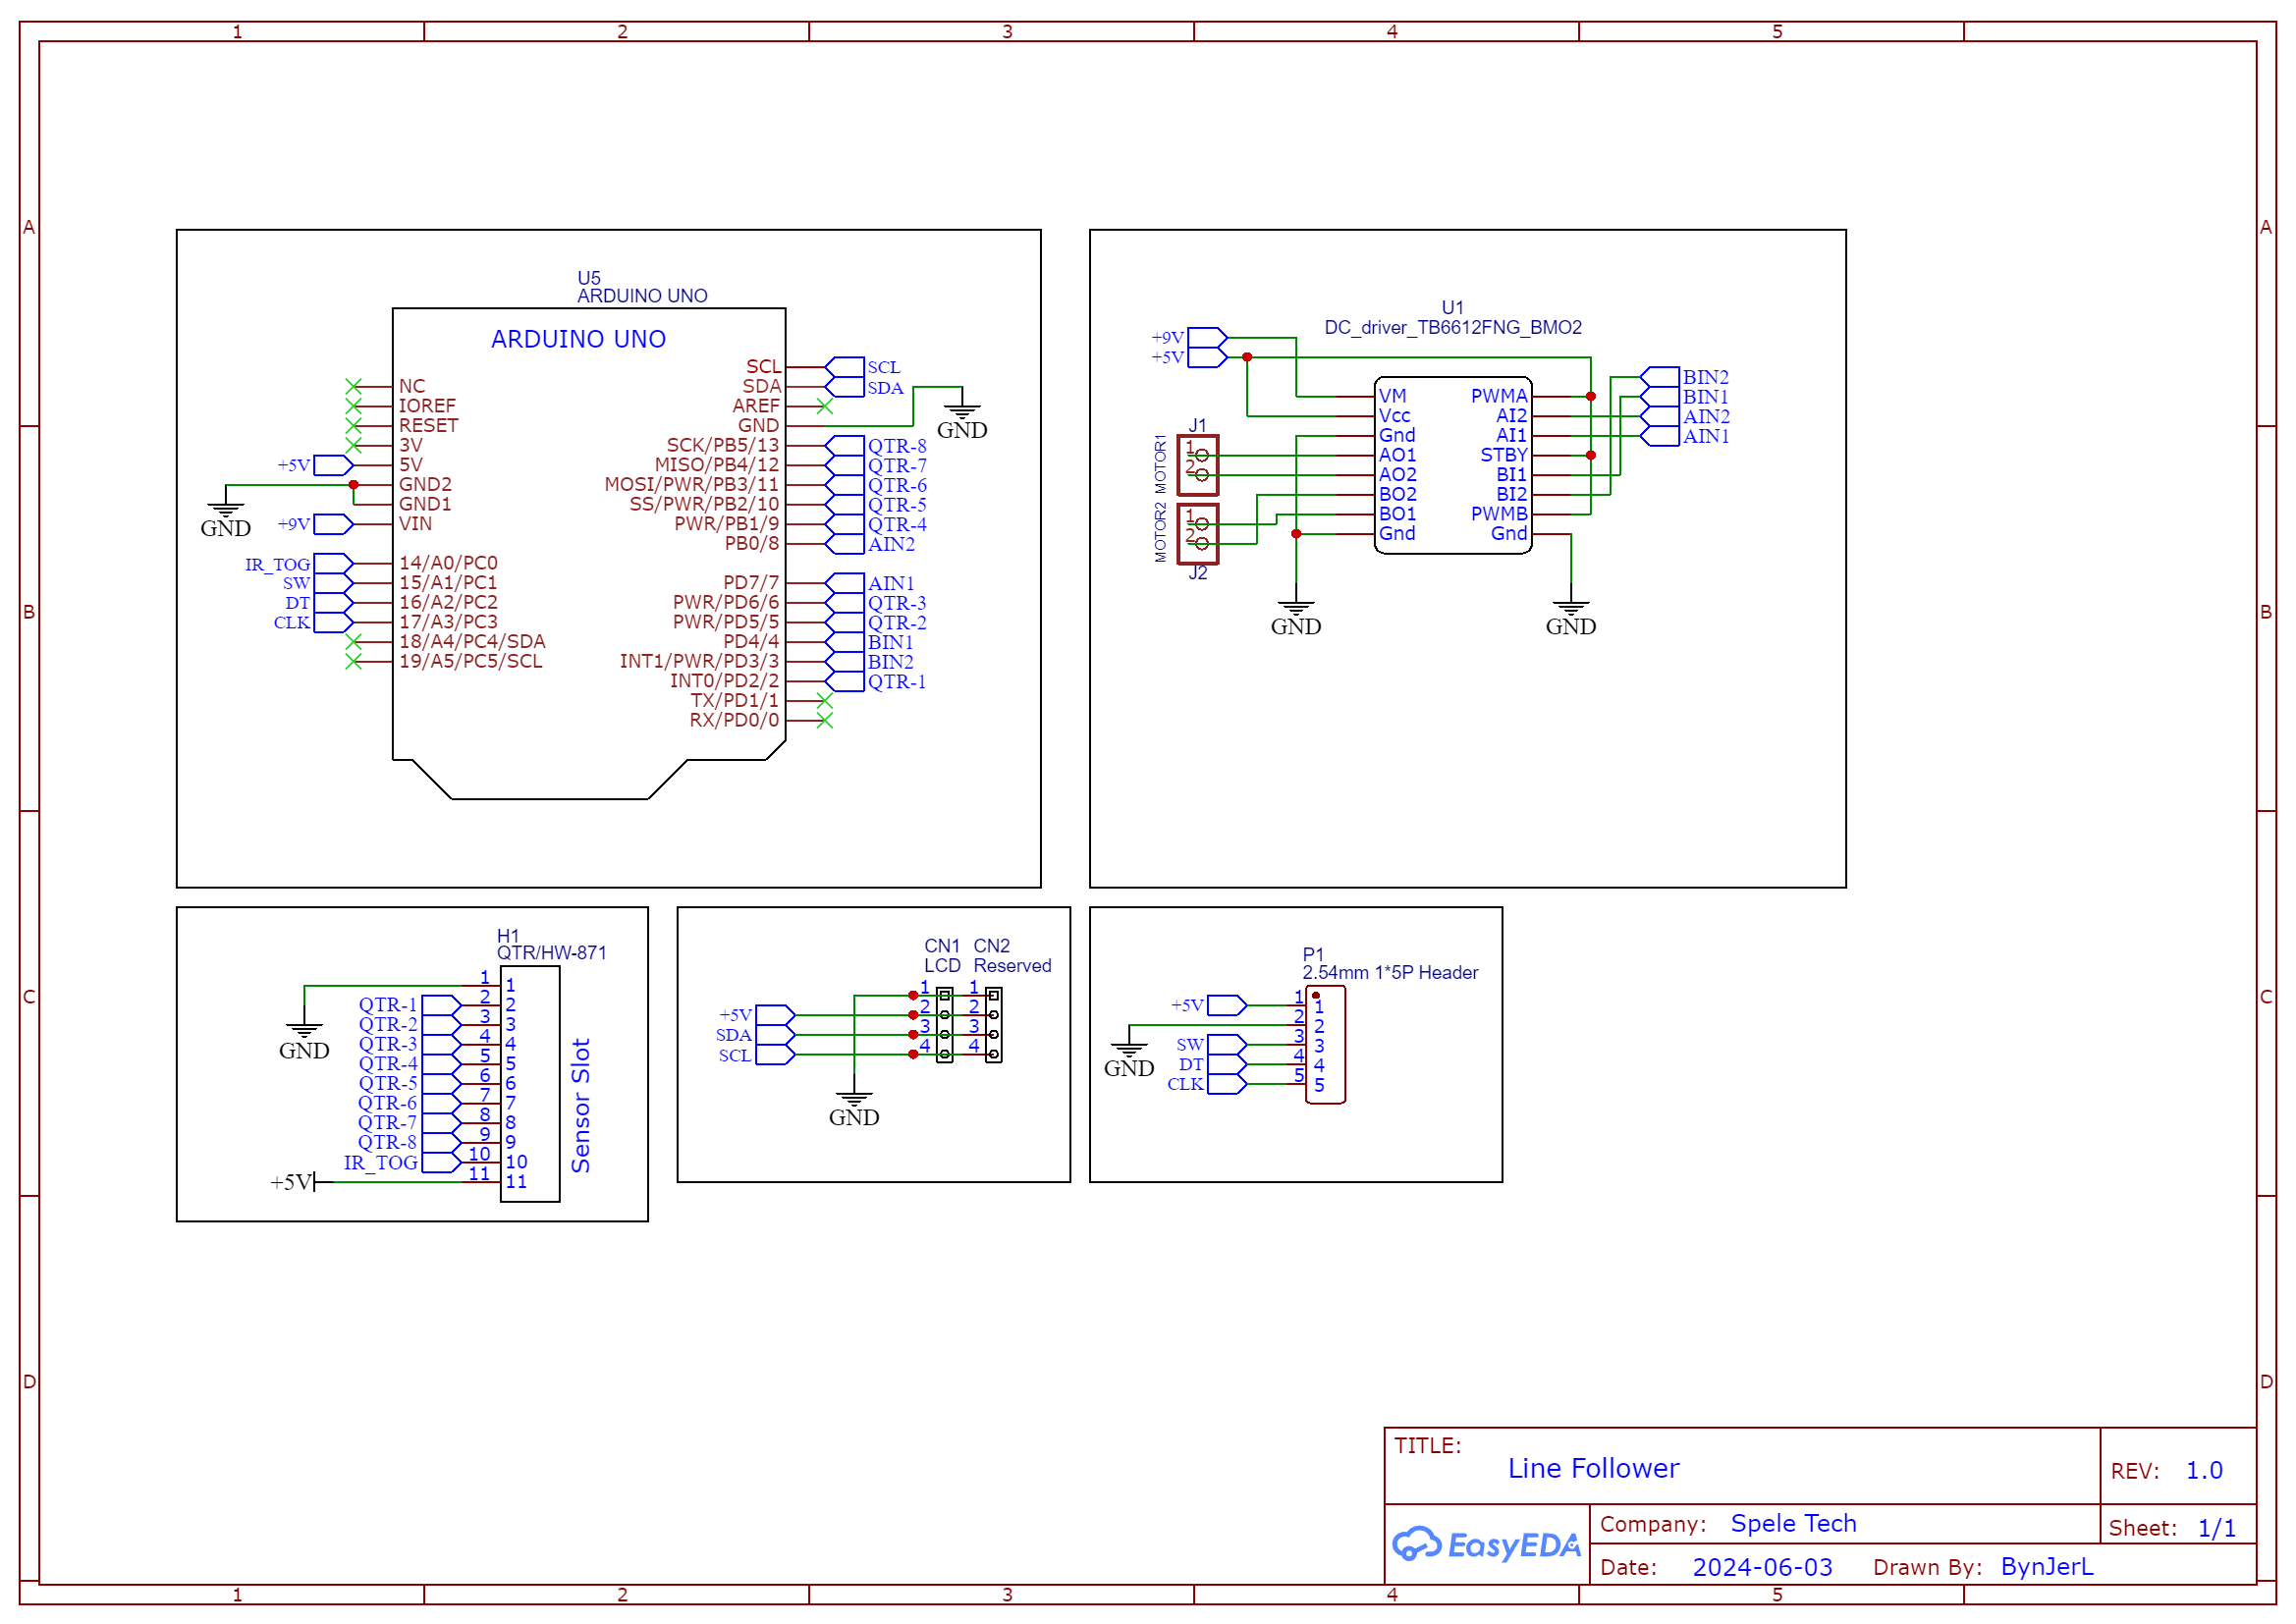 1 2 3 4 5
A A
B B
C C
D D
U5
ARDUINO UNO
ARDUINO UNO
NC
IOREF
RESET
3V
+5V 5V
GND2
GND1
GND
+9V VIN
IR_TOG 14/A0/PC0
SW 15/A1/PC1
DT 16/A2/PC2
CLK 17/A3/PC3
18/A4/PC4/SDA
19/A5/PC5/SCL
SCL SCL
SDA SDA
AREF
GND
GND
SCK/PB5/13 QTR-8
MISO/PB4/12 QTR-7
MOSI/PWR/PB3/11 QTR-6
SS/PWR/PB2/10 QTR-5
PWR/PB1/9 QTR-4
PB0/8 AIN2
PD7/7 AIN1
PWR/PD6/6 QTR-3
PWR/PD5/5 QTR-2
PD4/4 BIN1
INT1/PWR/PD3/3 BIN2
INT0/PD2/2 QTR-1
TX/PD1/1
RX/PD0/0
U1
DC_driver_TB6612FNG_BMO2
+9V
+5V
VM PWMA
Vcc AI2
Gnd AI1
AO1 STBY
AO2 BI1
BO2 BI2
BO1 PWMB
Gnd Gnd
BIN2
BIN1
AIN2
AIN1
J1
MOTOR1
1
2
MOTOR2
1
2
J2
GND
GND
H1
QTR/HW-871
1 1
QTR-1 2 2
QTR-2 3 3
QTR-3 4 4
QTR-4 5 5
QTR-5 6 6
QTR-6 7 7
QTR-7 8 8
QTR-8 9 9
IR_TOG 10 10
+5V 11 11
GND
Sensor Slot
CN1 CN2
LCD Reserved
1 1
+5V 2 2
SDA 3 3
SCL 4 4
GND
P1
2.54mm 1*5P Header
+5V 1 1
2 2
SW 3 3
DT 4 4
CLK 5 5
GND
TITLE:
Line Follower
REV: 1.0
EasyEDA
Company: Spele Tech
Sheet: 1/1
Date: 2024-06-03 Drawn By: BynJerL
1 2 3 4 5